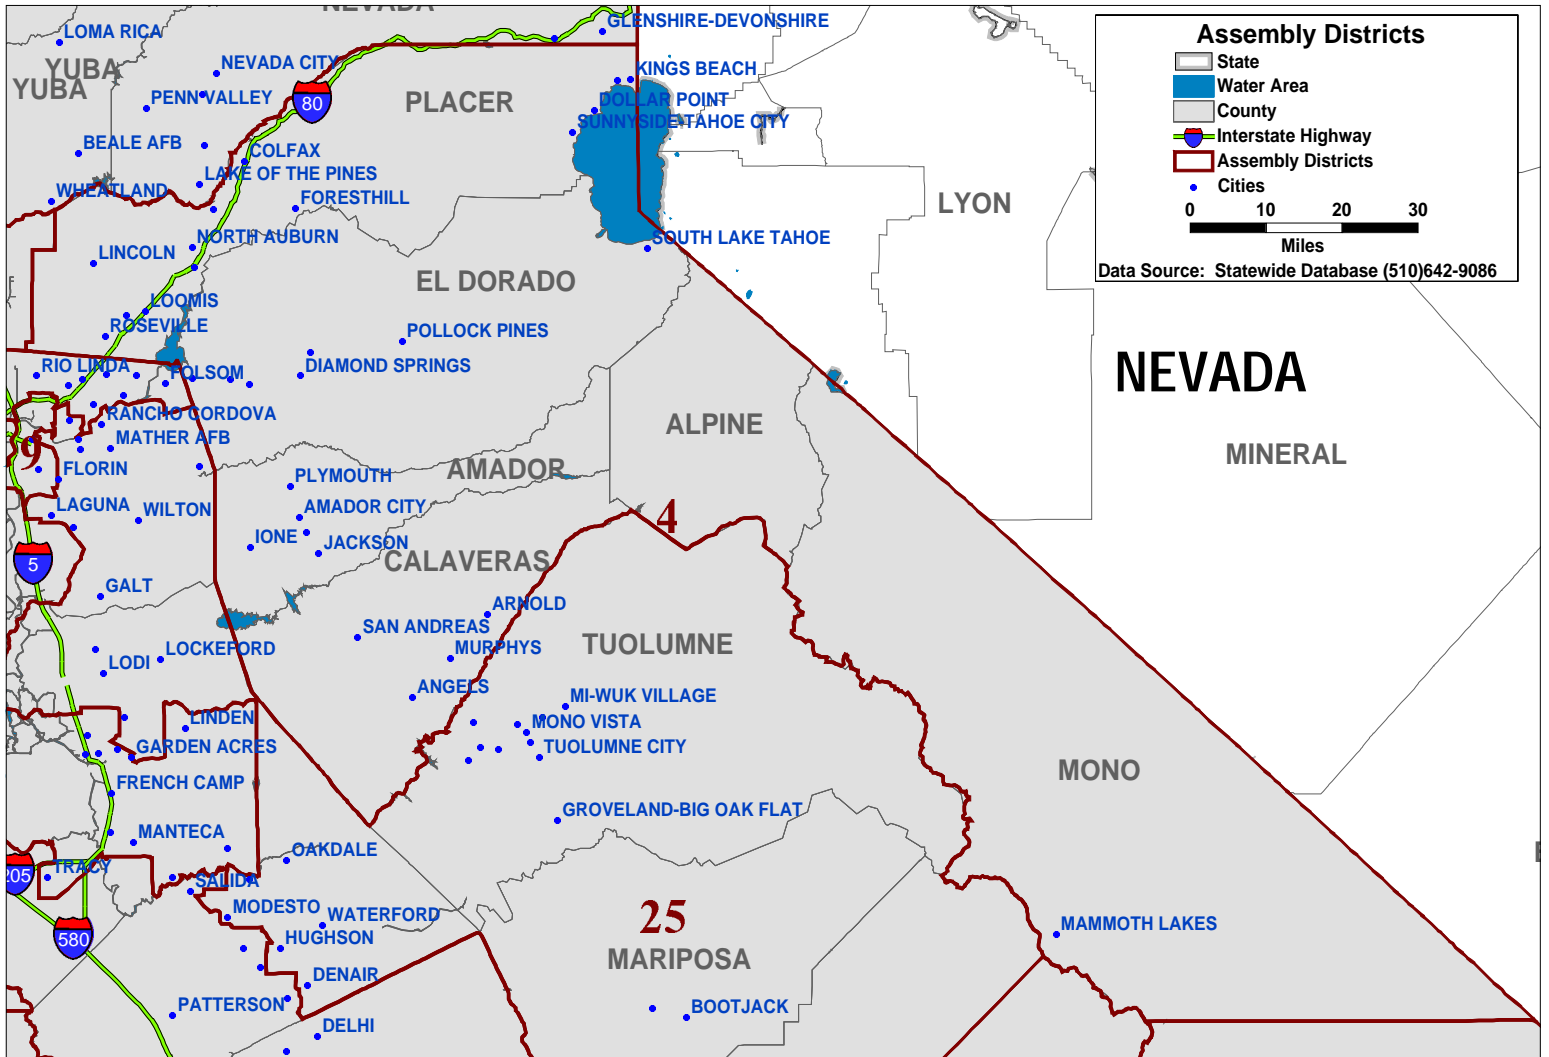 NEVADA
GLENSHIRE-DEVONSHIRE
LOMA RICA
Assembly Districts
State
Water Area
County
Interstate Highway
Assembly Districts
Cities
0 10 20 30
Miles
Data Source: Statewide Database (510)642-9086
YUBA
YUBA
NEVADA CITY
KINGS BEACH
PENN VALLEY
80
PLACER
DOLLAR POINT
SUNNYSIDE-TAHOE CITY
BEALE AFB
COLFAX
LAKE OF THE PINES
WHEATLAND
FORESTHILL
LYON
NORTH AUBURN
SOUTH LAKE TAHOE
LINCOLN
EL DORADO
LOOMIS
ROSEVILLE
POLLOCK PINES
RIO LINDA
FOLSOM
DIAMOND SPRINGS
NEVADA
RANCHO CORDOVA
ALPINE
MATHER AFB
9
MINERAL
FLORIN
AMADOR
PLYMOUTH
LAGUNA
WILTON
AMADOR CITY
4
IONE
JACKSON
5
CALAVERAS
GALT
ARNOLD
SAN ANDREAS
TUOLUMNE
LOCKEFORD
MURPHYS
LODI
ANGELS
MI-WUK VILLAGE
LINDEN
MONO VISTA
GARDEN ACRES
TUOLUMNE CITY
MONO
FRENCH CAMP
GROVELAND-BIG OAK FLAT
MANTECA
OAKDALE
205
TRACY
SALIDA
MODESTO
WATERFORD
25
MAMMOTH LAKES
580
HUGHSON
MARIPOSA
DENAIR
PATTERSON
BOOTJACK
DELHI